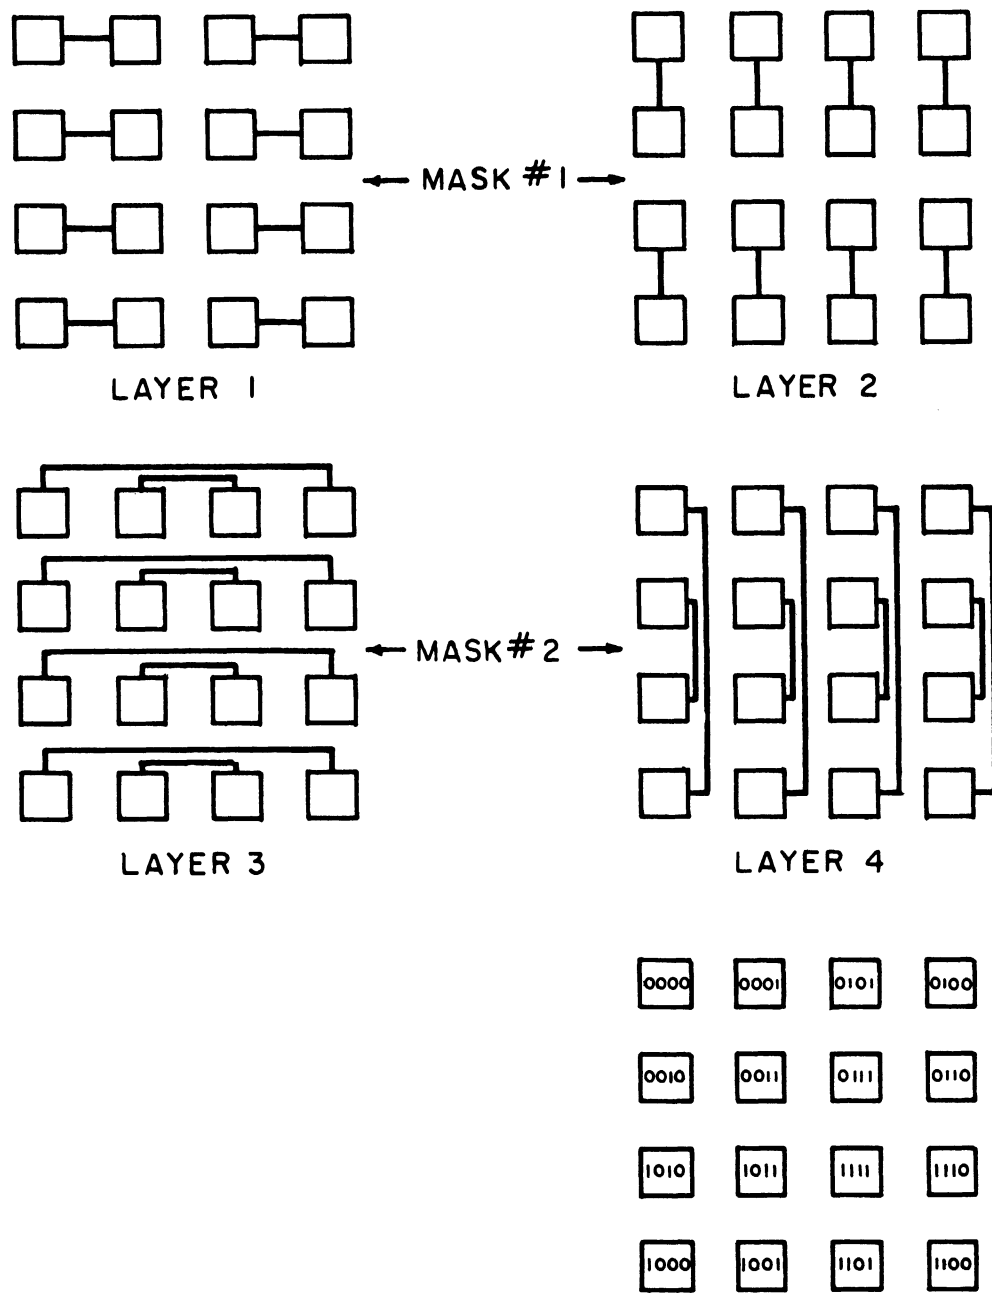 ← MASK #1 →
LAYER 1
LAYER 2
← MASK #2 →
LAYER 3
LAYER 4
0000 0001 0101 0100
0010 0011 0111 0110
1010 1011 1111 1110
1000 1001 1101 1100